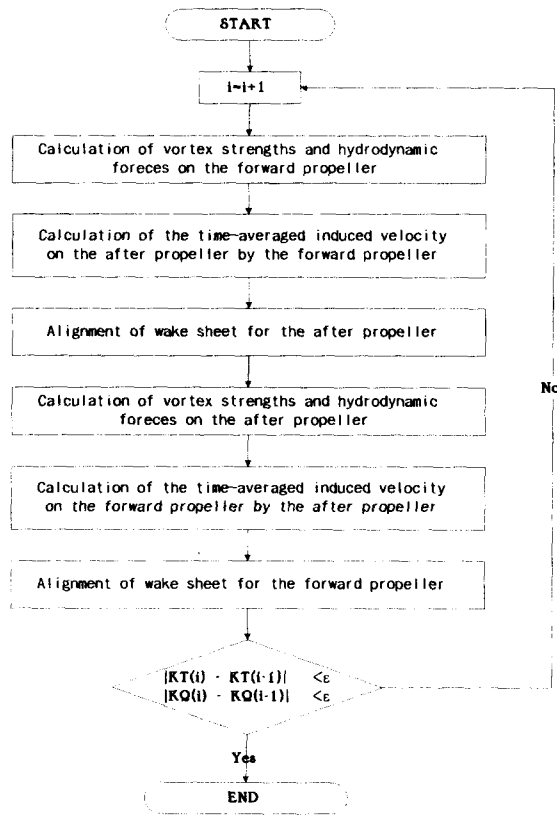 START
i=i+1
Calculation of vortex strengths and hydrodynamic
foreces on the forward propeller
Calculation of the time-averaged induced velocity
on the after propeller by the forward propeller
Alignment of wake sheet for the after propeller
Calculation of vortex strengths and hydrodynamic
foreces on the after propeller
Calculation of the time-averaged induced velocity
on the forward propeller by the after propeller
Alignment of wake sheet for the forward propeller
|KT(i) - KT(i-1)| <ε
|KQ(i) - KQ(i-1)| <ε
No
Yes
END